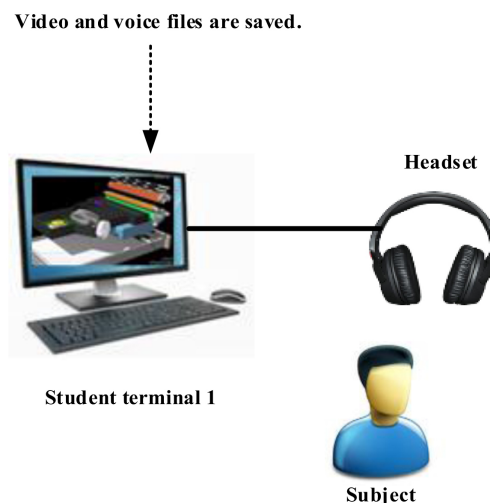 Video and voice files are saved.
Headset
Student terminal 1
Subject